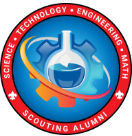 SCIENCE • TECHNOLOGY • ENGINEERING • MATH
SCOUTING ALUMNI